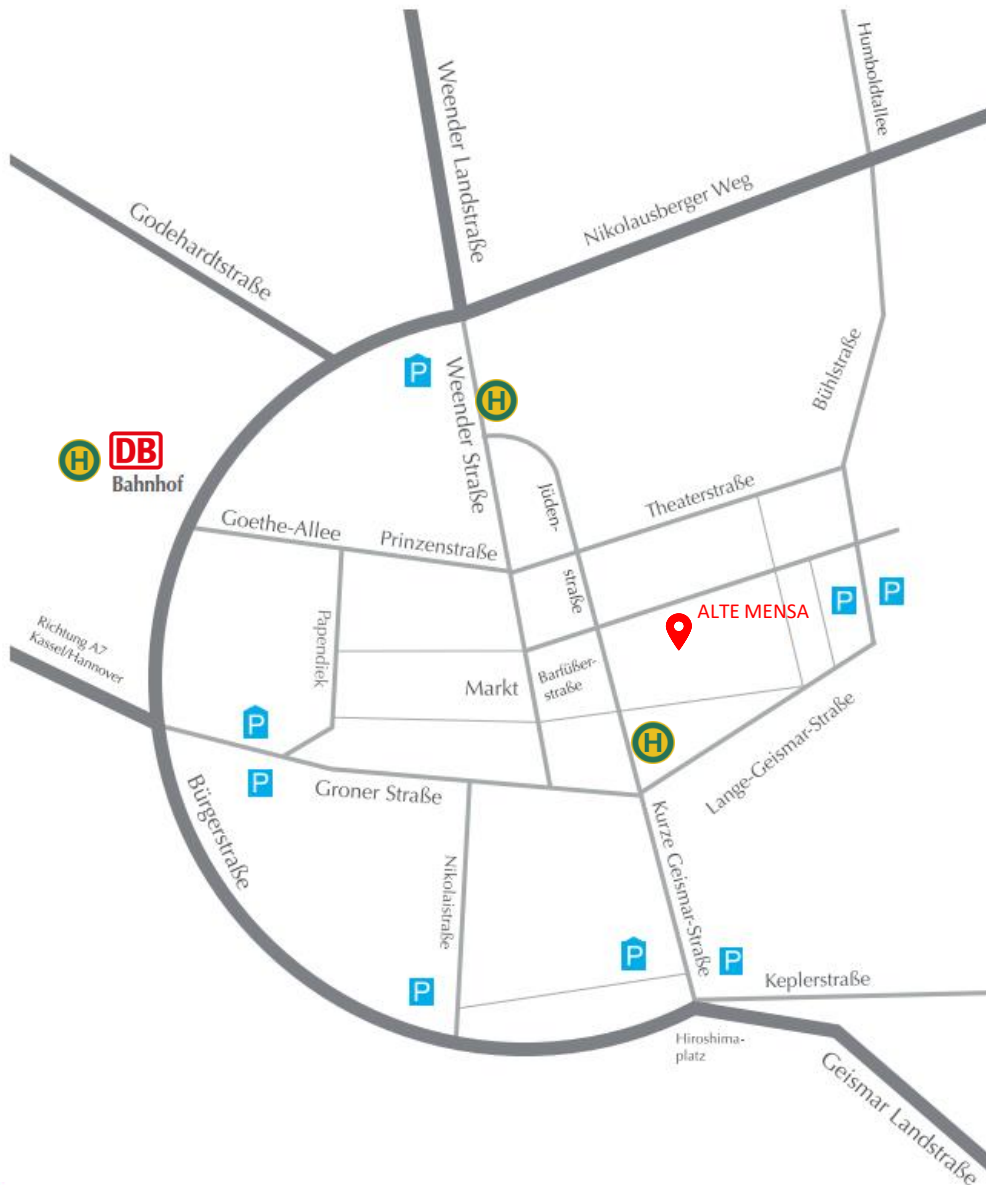 Humboldtallee
Weender Landstraße
Nikolausberger Weg
Godehardtstraße
P
Weender Straße
H
Bühlstraße
H
DB
Bahnhof
Jüden-
straße
Theaterstraße
Goethe-Allee
Prinzenstraße
P
P
ALTE MENSA
Richtung A7
Kassel/Hannover
Papendiek
Markt
Barfüßer-
straße
P
H
Lange-Geismar-Straße
P
Groner Straße
Bürgerstraße
Kurze Geismar-Straße
Nikolaistraße
P
P
P
Keplerstraße
Hiroshima-
platz
Geismar Landstraße